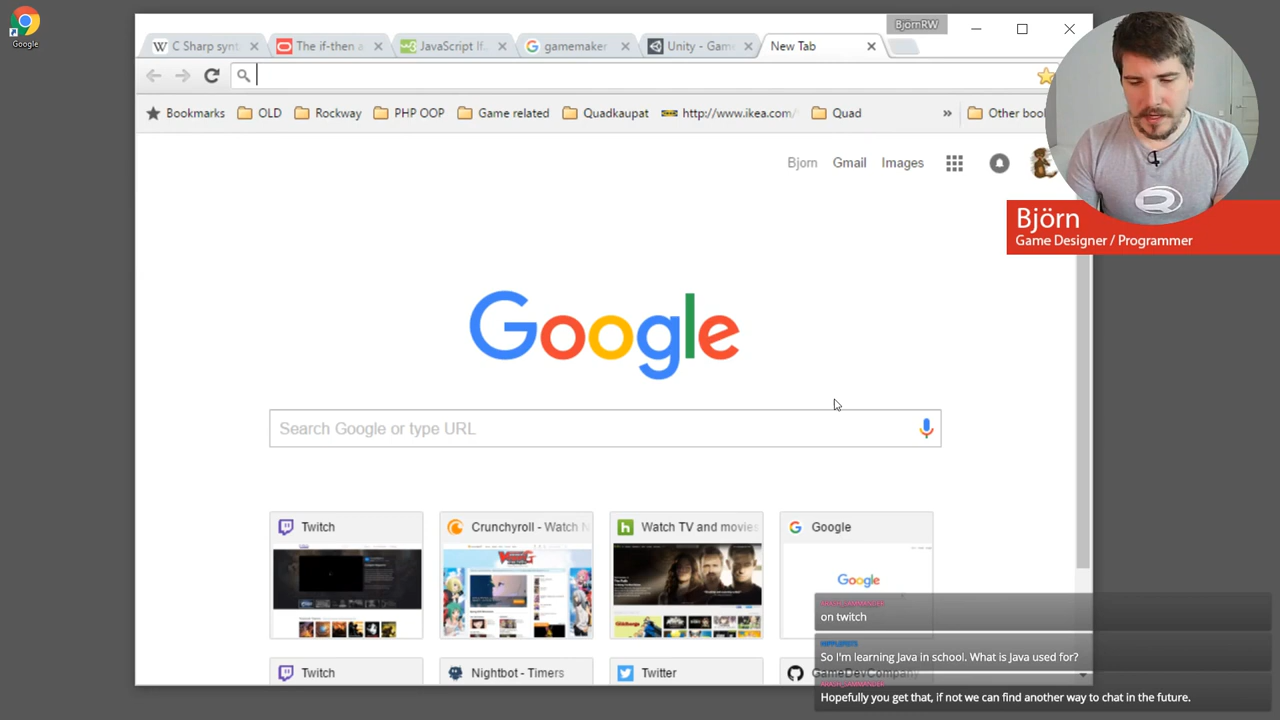 Google
BjörnRW
C Sharp synt
The if-then a
JavaScript If.
gamemaker
Unity - Gam
New Tab
Bookmarks
OLD
Rockway
PHP OOP
Game related
Quadkaupat
http://www.ikea.com/
Quad
»
Other boo
Bjorn
Gmail
Images
Björn
Game Designer / Programmer
Google
Search Google or type URL
Twitch
Crunchyroll - Watch N
Watch TV and movies
Google
Google
on twitch
So I'm learning Java in school. What is Java used for?
Twitch
Nightbot - Timers
Twitter
GameDevCompany
Hopefully you get that, if not we can find another way to chat in the future.